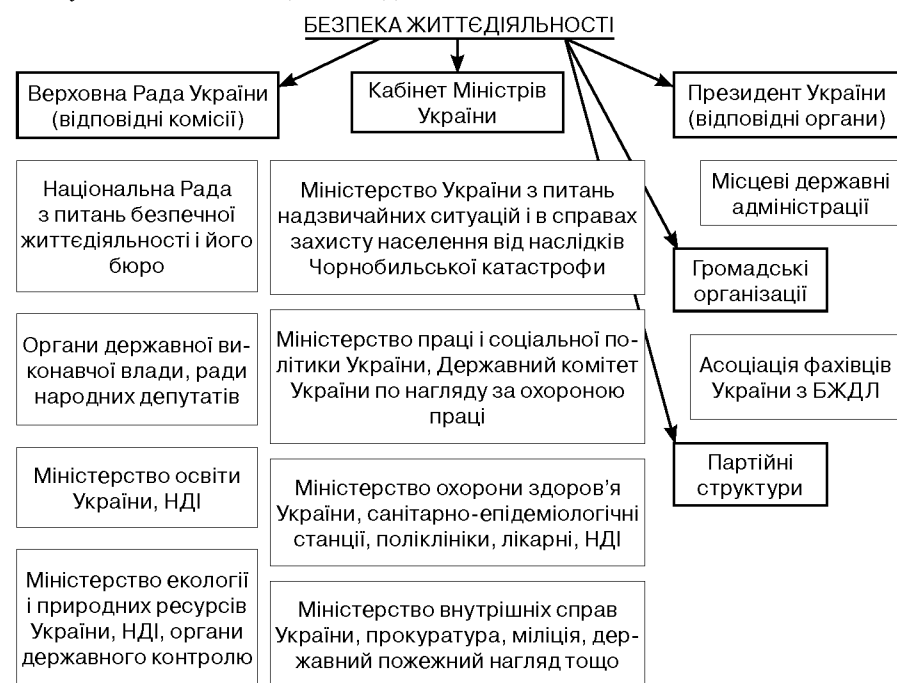 БЕЗПЕКА ЖИТТЄДІЯЛЬНОСТІ
Верховна Рада України
(відповідні комісії)
Кабінет Міністрів
України
Президент України
(відповідні органи)
Національна Рада
з питань безпечної
життєдіяльності і його
бюро
Міністерство України з питань
надзвичайних ситуацій і в справах
захисту населення від наслідків
Чорнобильської катастрофи
Місцеві державні
адміністрації
Громадські
організації
Органи державної ви-
конавчої влади, ради
народних депутатів
Міністерство праці і соціальної по-
літики України, Державний комітет
України по нагляду за охороною
праці
Асоціація фахівців
України з БЖДЛ
Міністерство освіти
України, НДІ
Міністерство охорони здоров’я
України, санітарно-епідеміологічні
станції, поліклініки, лікарні, НДІ
Партійні
структури
Міністерство екології
і природних ресурсів
України, НДІ, органи
державного контролю
Міністерство внутрішніх справ
України, прокуратура, міліція, дер-
жавний пожежний нагляд тощо